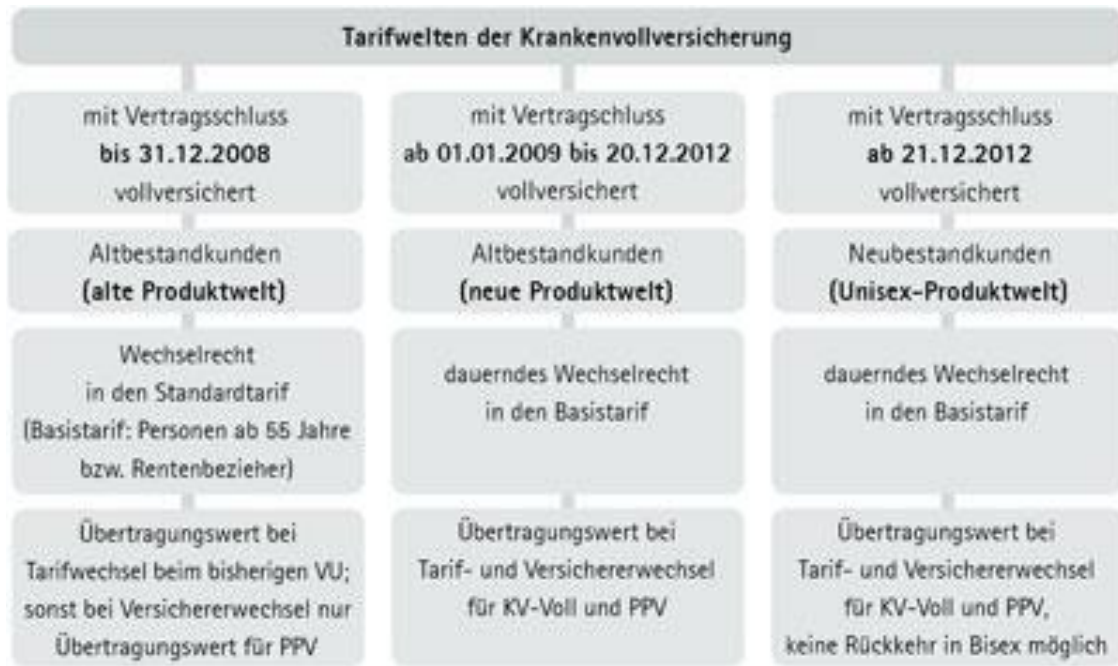 Tarifwelten der Krankenvollversicherung
mit Vertragsschluss
bis 31.12.2008
vollversichert
Altbestandkunden
(alte Produktwelt)
Wechselrecht
in den Standardtarif
(Basistarif: Personen ab 55 Jahre
bzw. Rentenbezieher)
Übertragungswert bei
Tarifwechsel beim bisherigen VU;
sonst bei Versichererwechsel nur
Übertragungswert für PPV
mit Vertragschluss
ab 01.01.2009 bis 20.12.2012
vollversichert
Altbestandkunden
(neue Produktwelt)
dauerndes Wechselrecht
in den Basistarif
Übertragungswert bei
Tarif- und Versichererwechsel
für KV-Voll und PPV
mit Vertragsschluss
ab 21.12.2012
vollversichert
Neubestandkunden
(Unisex-Produktwelt)
dauerndes Wechselrecht
in den Basistarif
Übertragungswert bei
Tarif- und Versichererwechsel
für KV-Voll und PPV,
keine Rückkehr in Bisex möglich